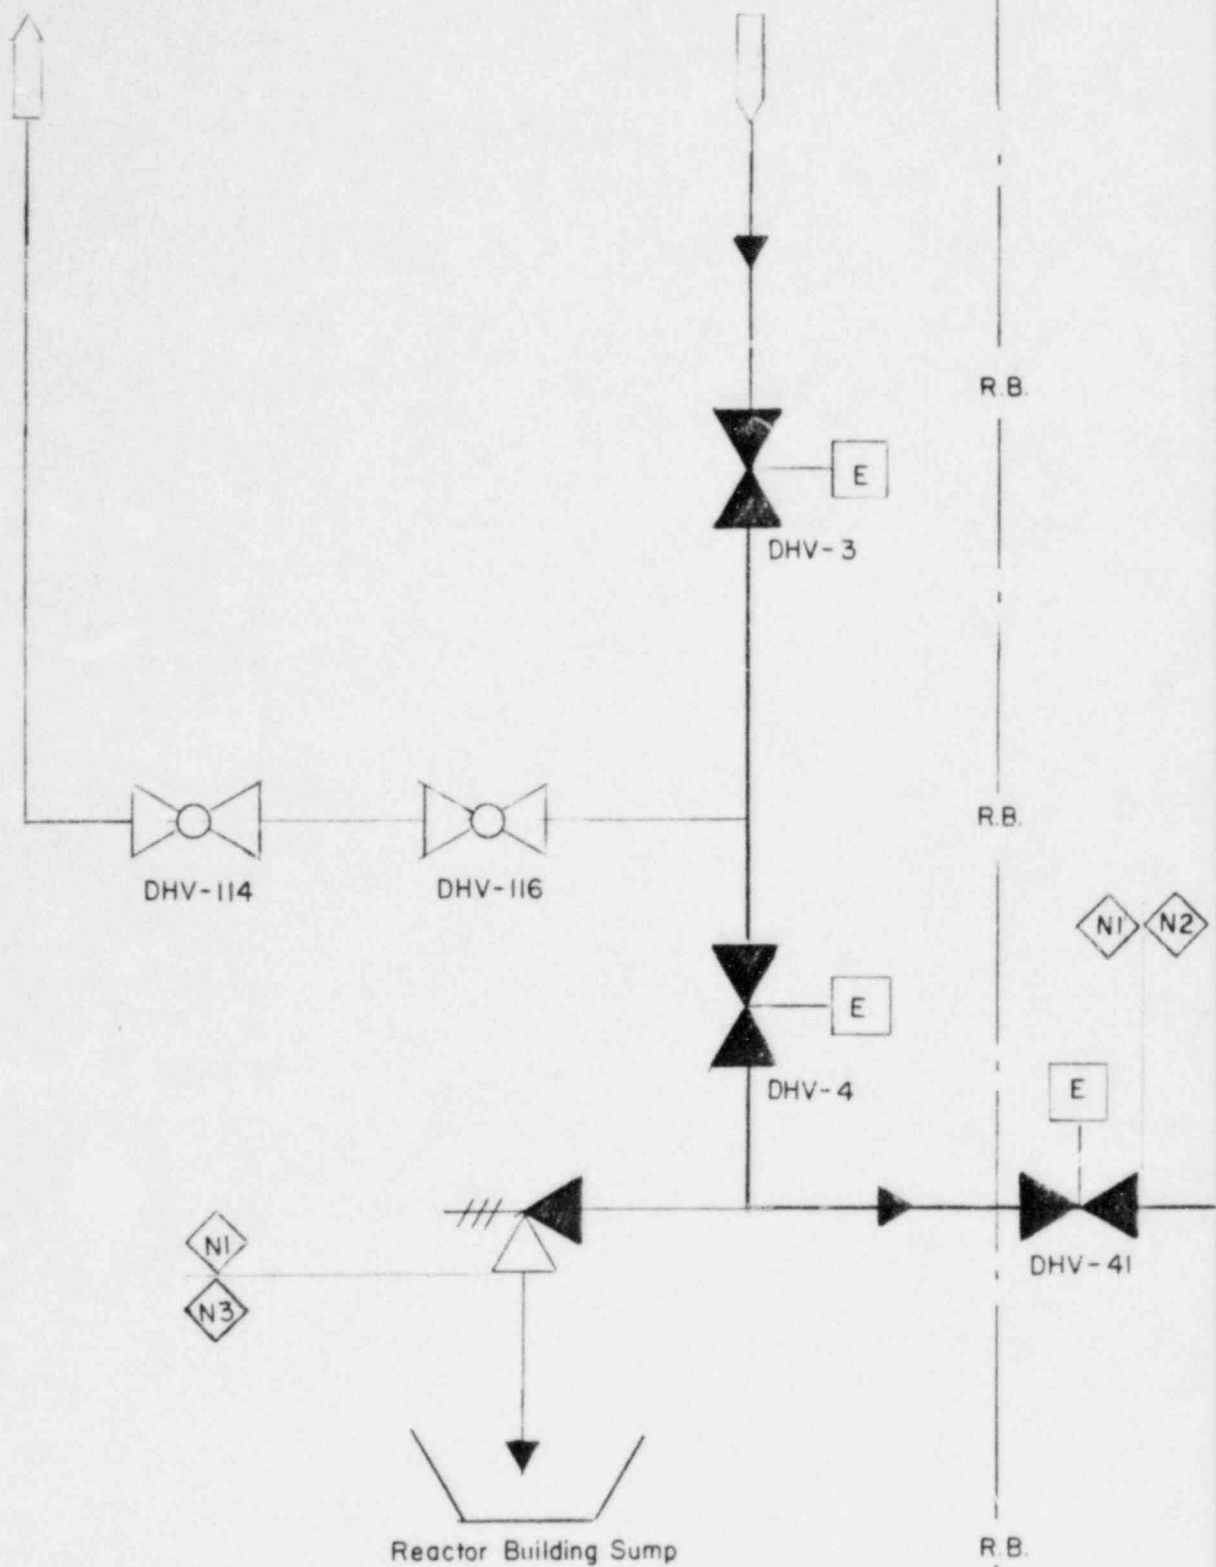 R.B.
E
DHV-3
R.B.
DHV-114
DHV-116
N1 N2
E
DHV-4
E
N1
DHV-41
N3
Reactor Building Sump
R.B.